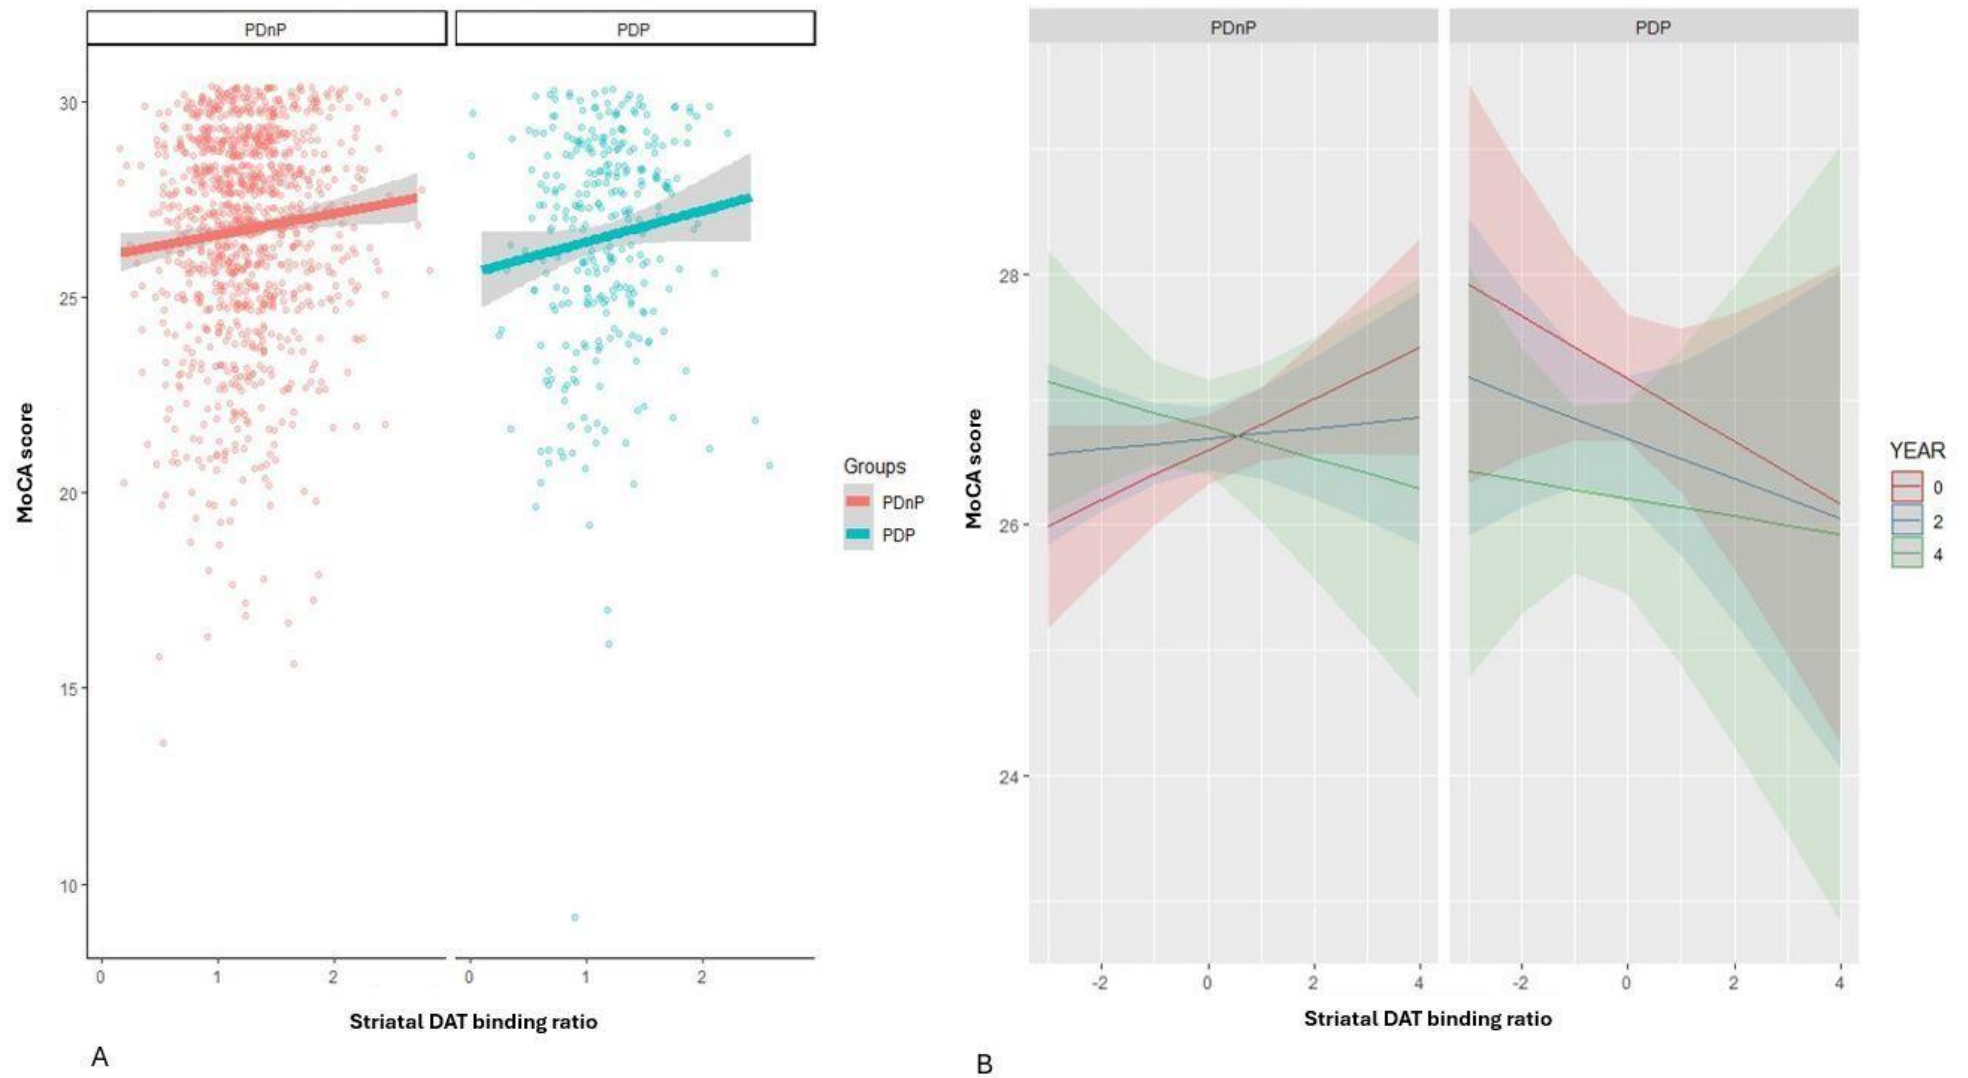 PDnP PDP
30
25
20
15
10
MoCA score
0 1 2 0 1 2
Striatal DAT binding ratio
Groups
PDnP
PDP
A
PDnP PDP
28
26
24
MoCA score
-2 0 2 4 -2 0 2 4
Striatal DAT binding ratio
YEAR
0
2
4
B